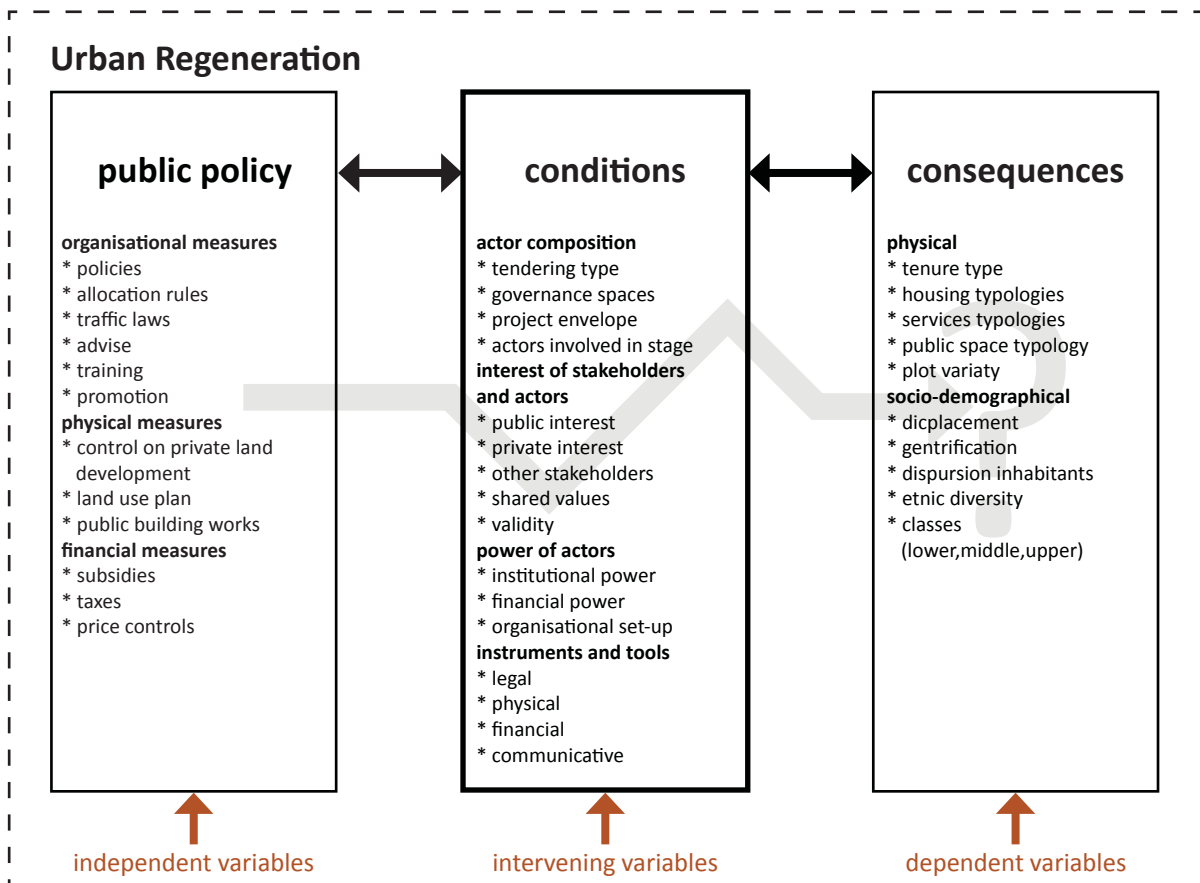 Urban Regeneration
public policy
organisational measures
* policies
* allocation rules
* traffic laws
* advise
* training
* promotion
physical measures
* control on private land
development
* land use plan
* public building works
financial measures
* subsidies
* taxes
* price controls
conditions
actor composition
* tendering type
* governance spaces
* project envelope
* actors involved in stage
interest of stakeholders
and actors
* public interest
* private interest
* other stakeholders
* shared values
* validity
power of actors
* institutional power
* financial power
* organisational set-up
instruments and tools
* legal
* physical
* financial
* communicative
consequences
physical
* tenure type
* housing typologies
* services typologies
* public space typology
* plot variaty
socio-demographical
* dicplacement
* gentrification
* dispursion inhabitants
* etnic diversity
* classes
(lower,middle,upper)
?
independent variables
intervening variables
dependent variables